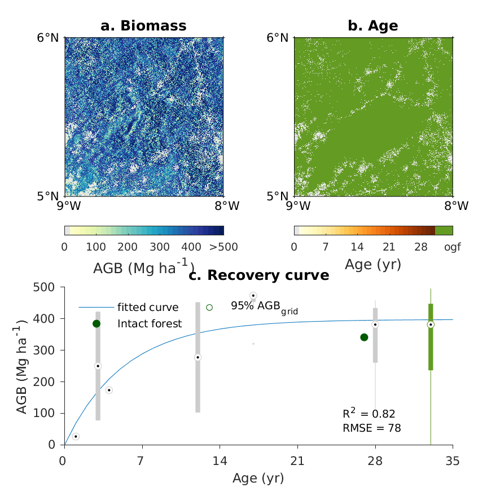 a. Biomass
b. Age
6°N
6°N
5°N
5°N
9°W
8°W
9°W
8°W
0 100 200 300 400 >500
0 7 14 21 28 ogf
AGB (Mg ha-1)
Age (yr)
c. Recovery curve
500
400
300
200
100
0
fitted curve
95% AGBgrid
Intact forest
R2 = 0.82
RMSE = 78
AGB (Mg ha-1)
0 7 14 21 28 35
Age (yr)